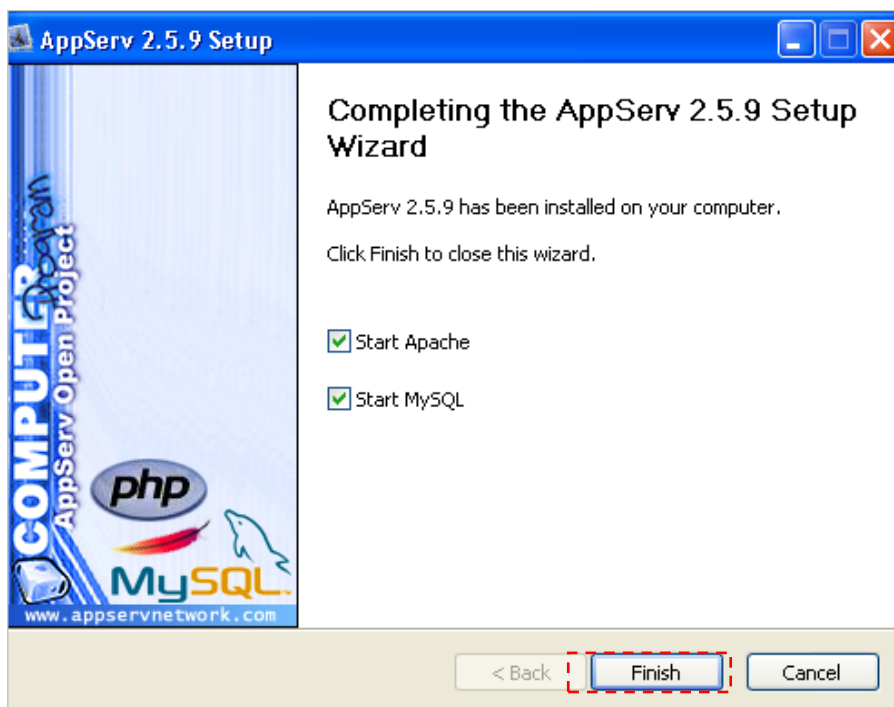 AppServ 2.5.9 Setup
Completing the AppServ 2.5.9 Setup
Wizard
AppServ 2.5.9 has been installed on your computer.
Click Finish to close this wizard.
Start Apache
Start MySQL
COMPUTER
Program
AppServ Open Project
php
MySQL
www.appservnetwork.com
< Back
Finish
Cancel